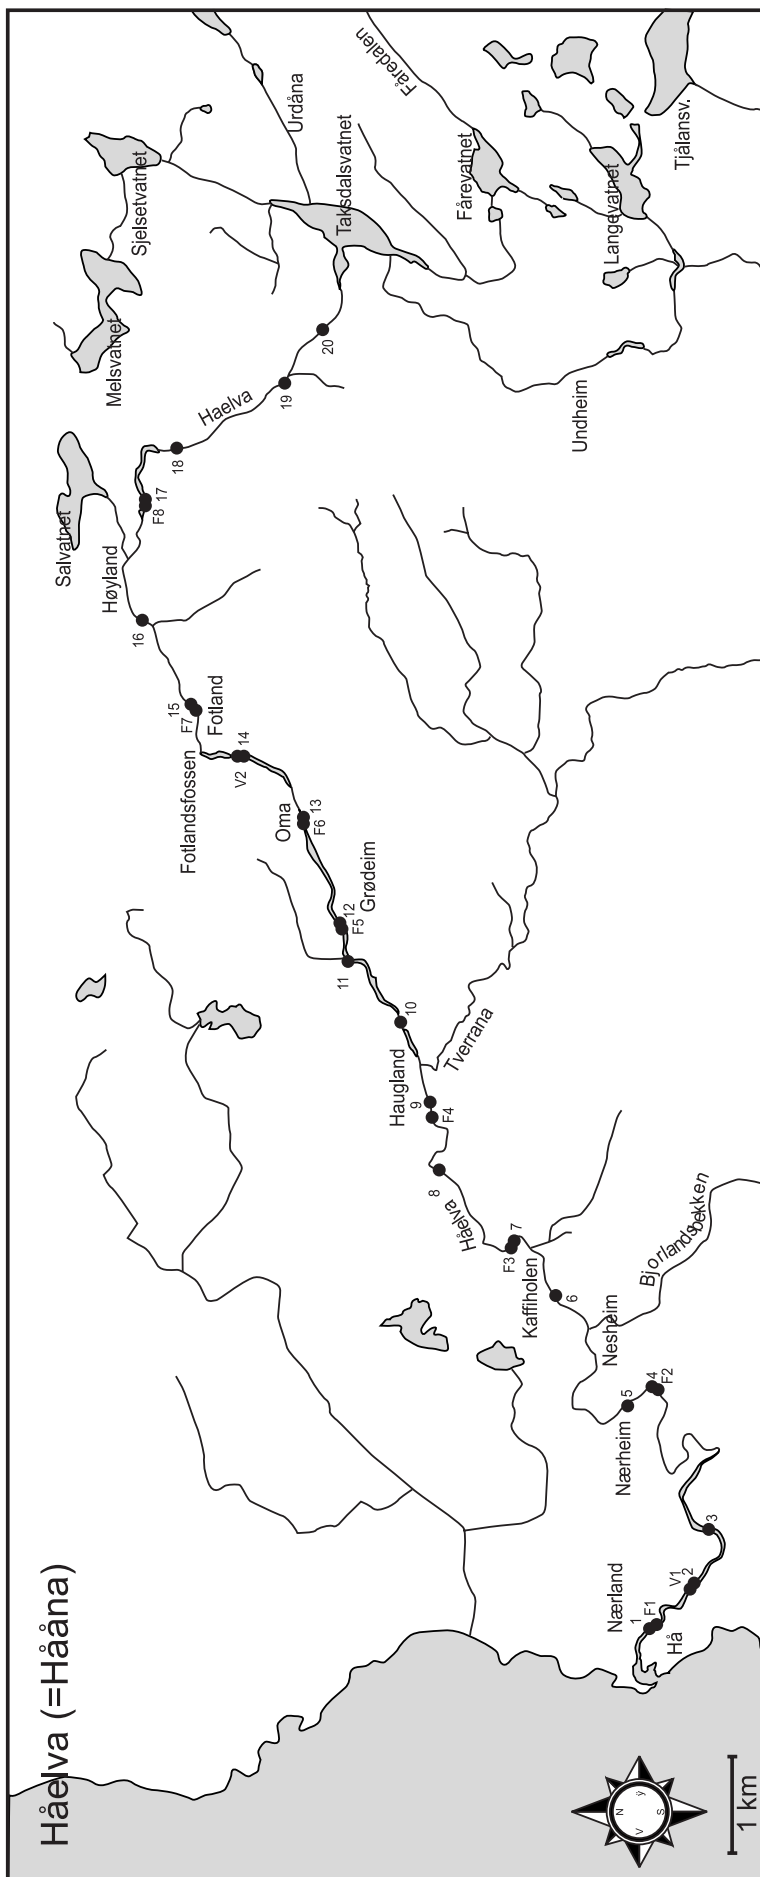 Håelva (=Hååna)
Sjelsetvatnet
Melsvatnet
Salvatnet
Urdåna
Taksdalsvatnet
Fåredalen
Fårevatnet
Langevatnet
Tjålansv.
Undheim
20
19
Haelva
18
17
F8
Høyland
16
15
F7
Fotland
Fotlandsfossen
14
V2
Oma
13
F6
Grødeim
12
F5
11
10
Tverrana
Haugland
9
F4
8
Håelva
7
F3
Kaffiholen
6
Bjorlandsbekken
Nesheim
4
F2
5
Nærheim
3
2
V1
Nærland
1
F1
Hå
N
V
ÿ
S
1 km